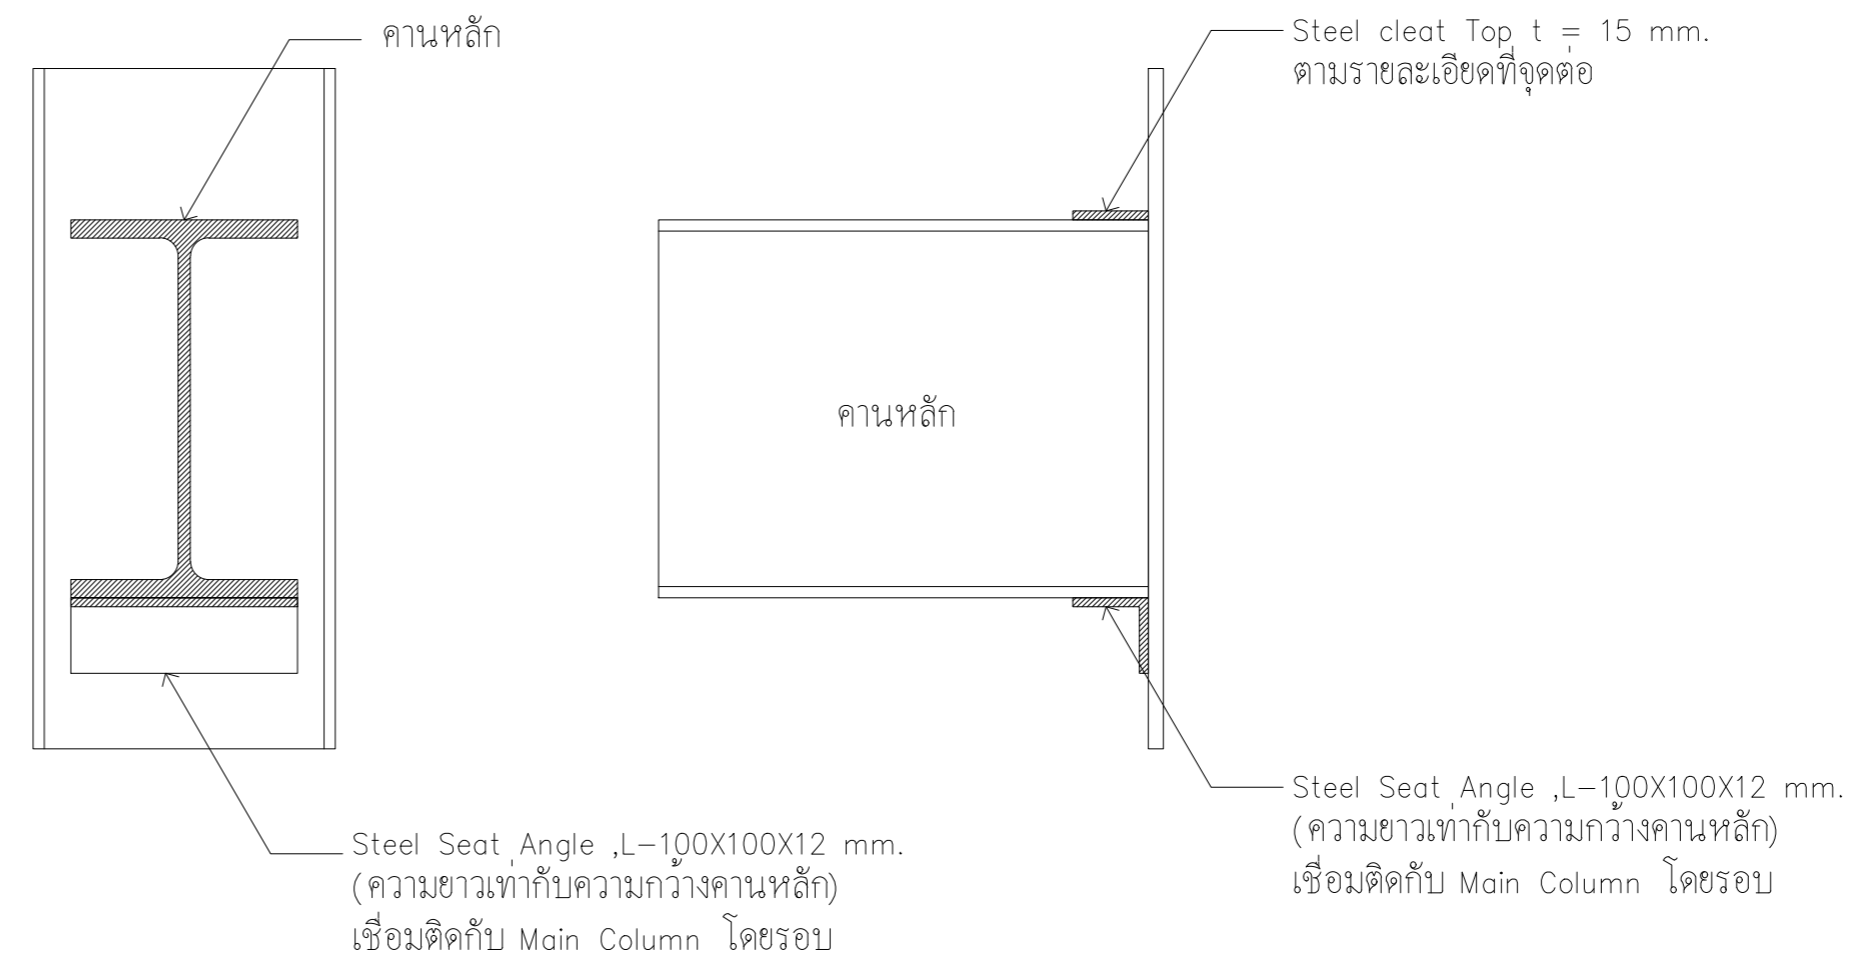 คานหลัก
Steel cleat Top t = 15 mm.
ตามรายละเอียดที่จุดต่อ
คานหลัก
Steel Seat Angle ,L-100X100X12 mm.
(ความยาวเท่ากับความกว้างคานหลัก)
เชื่อมติดกับ Main Column โดยรอบ
Steel Seat Angle ,L-100X100X12 mm.
(ความยาวเท่ากับความกว้างคานหลัก)
เชื่อมติดกับ Main Column โดยรอบ